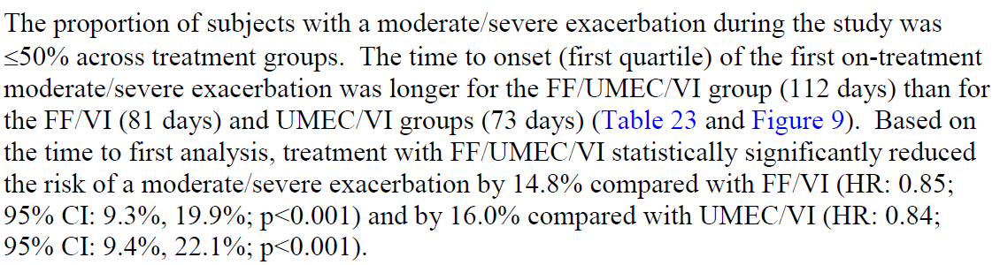 The proportion of subjects with a moderate/severe exacerbation during the study was
≤50% across treatment groups.  The time to onset (first quartile) of the first on-treatment
moderate/severe exacerbation was longer for the FF/UMEC/VI group (112 days) than for
the FF/VI (81 days) and UMEC/VI groups (73 days) (Table 23 and Figure 9).  Based on
the time to first analysis, treatment with FF/UMEC/VI statistically significantly reduced
the risk of a moderate/severe exacerbation by 14.8% compared with FF/VI (HR: 0.85;
95% CI: 9.3%, 19.9%; p<0.001) and by 16.0% compared with UMEC/VI (HR: 0.84;
95% CI: 9.4%, 22.1%; p<0.001).